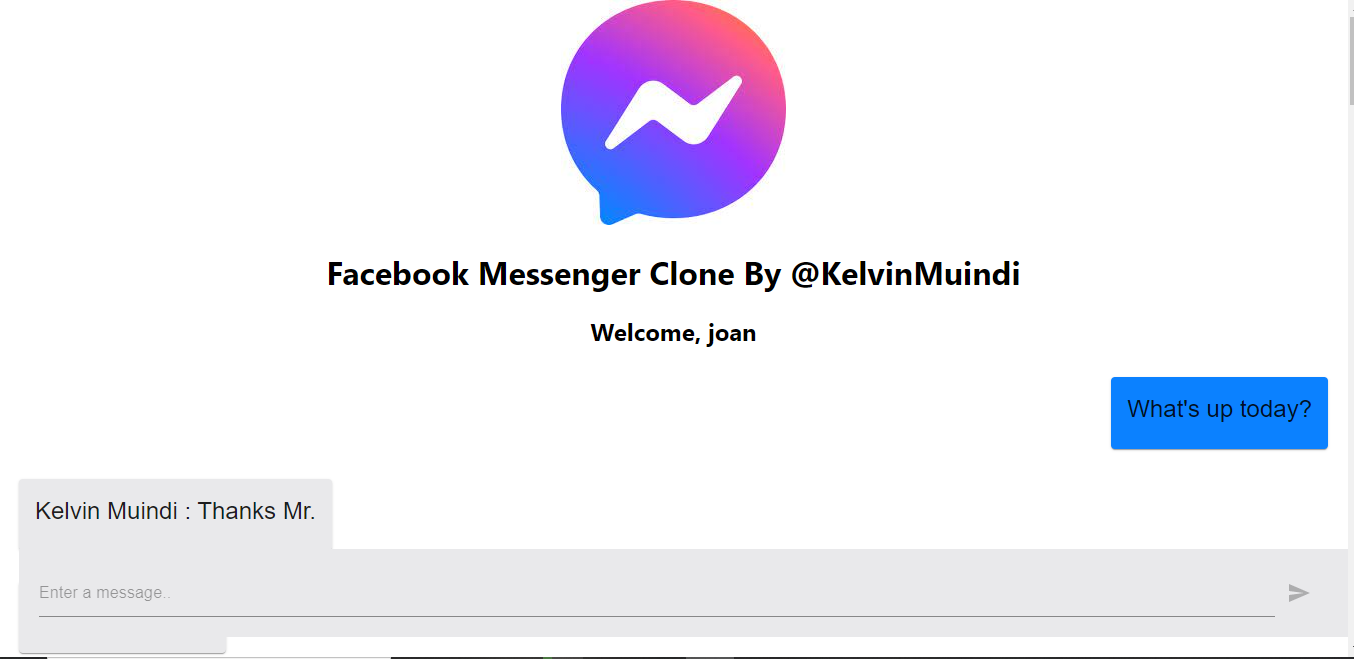 Facebook Messenger Clone By @KelvinMuindi
Welcome, joan
What's up today?
Kelvin Muindi : Thanks Mr.
Enter a message..